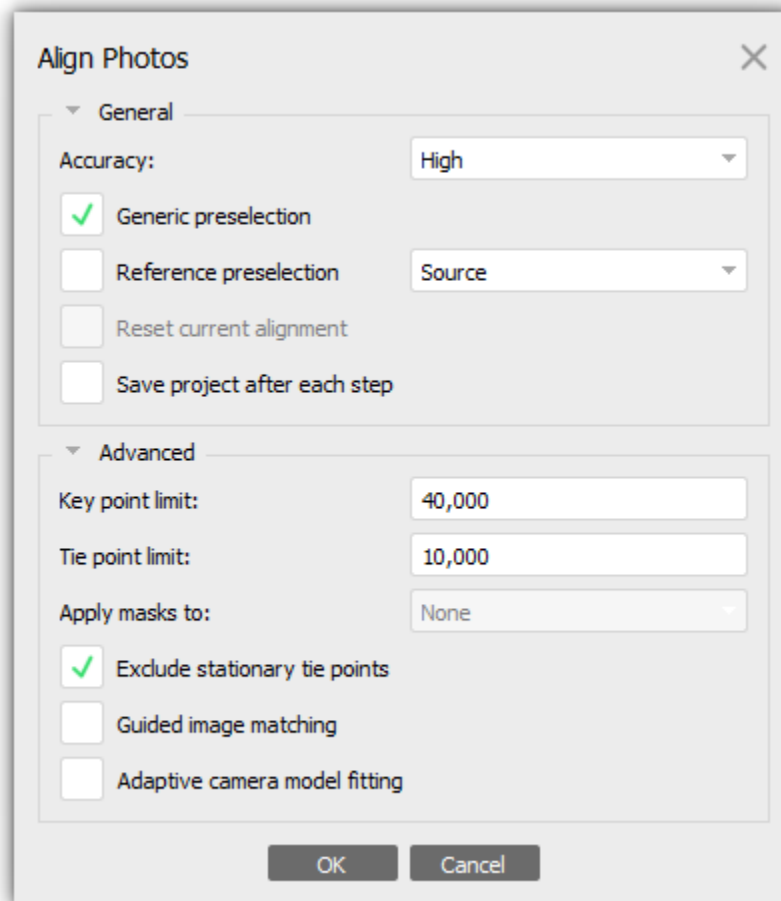 Align Photos
General
Accuracy: High
Generic preselection
Reference preselection Source
Reset current alignment
Save project after each step
Advanced
Key point limit: 40,000
Tie point limit: 10,000
Apply masks to: None
Exclude stationary tie points
Guided image matching
Adaptive camera model fitting
OK Cancel